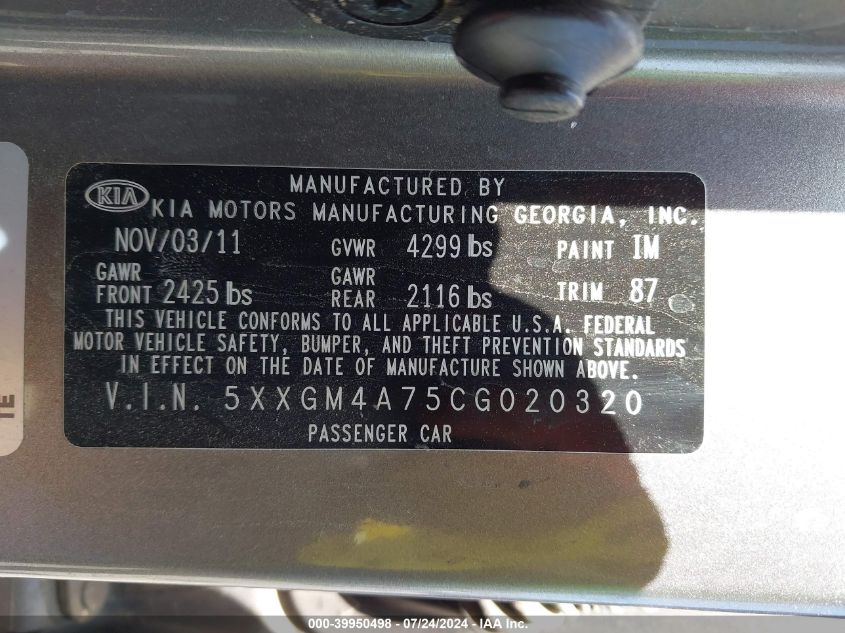 MANUFACTURED BY
KIA KIA MOTORS MANUFACTURING GEORGIA, INC.
NOV/03/11 GVWR 4299 lbs PAINT IM
GAWR FRONT 2425 lbs GAWR REAR 2116 lbs TRIM 87
THIS VEHICLE CONFORMS TO ALL APPLICABLE U.S.A. FEDERAL
MOTOR VEHICLE SAFETY, BUMPER, AND THEFT PREVENTION STANDARDS
IN EFFECT ON THE DATE OF MANUFACTURE SHOWN ABOVE.
V.I.N. 5XXGM4A75CG020320
PASSENGER CAR
TE
000-39950498 - 07/24/2024 - IAA Inc.